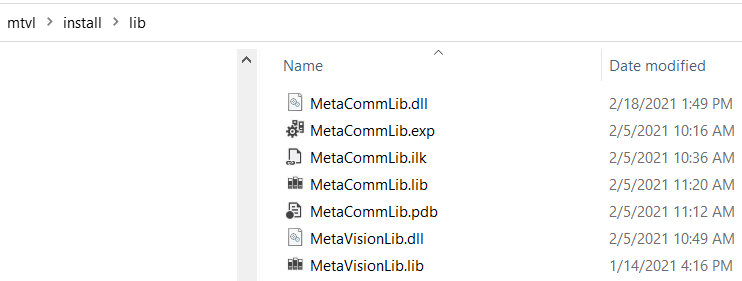 mtvl > install > lib
Name Date modified
MetaCommLib.dll 2/18/2021 1:49 PM
MetaCommLib.exp 2/5/2021 10:16 AM
MetaCommLib.ilk 2/5/2021 10:36 AM
MetaCommLib.lib 2/5/2021 11:20 AM
MetaCommLib.pdb 2/5/2021 11:12 AM
MetaVisionLib.dll 2/5/2021 10:49 AM
MetaVisionLib.lib 1/14/2021 4:16 PM